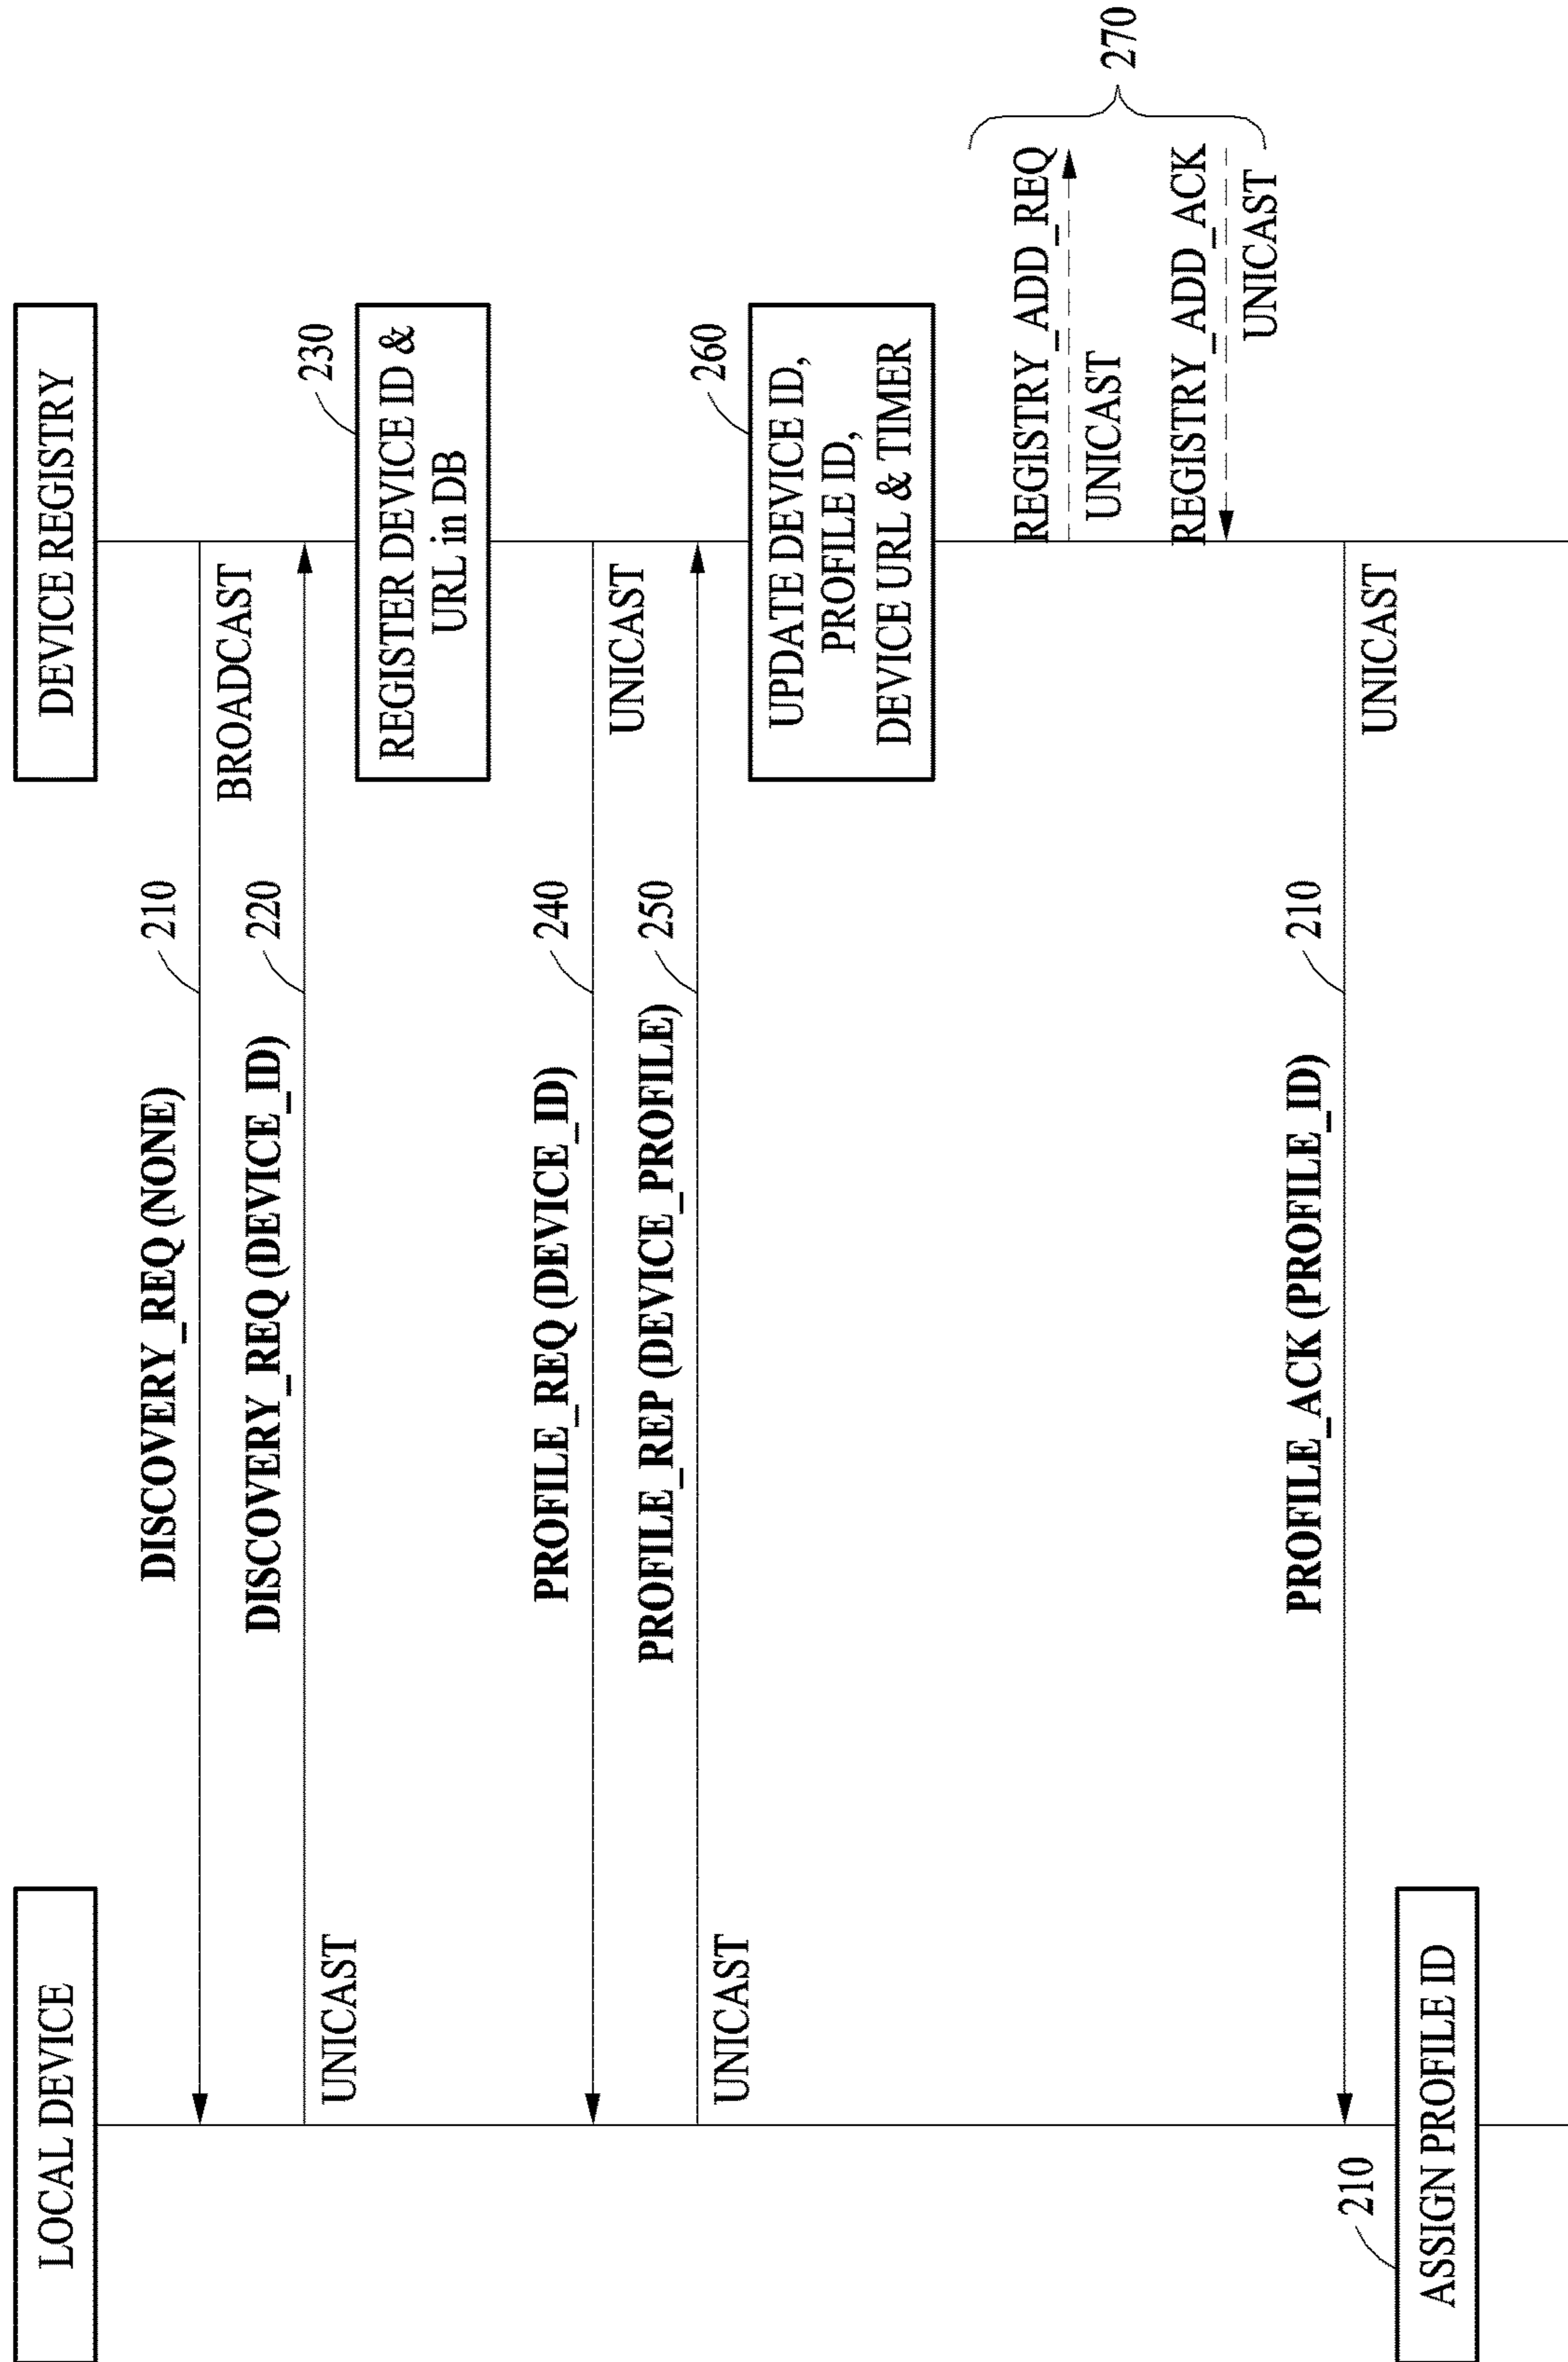 LOCAL DEVICE
DEVICE REGISTRY
DISCOVERY_REQ (NONE)
210
BROADCAST
DISCOVERY_REQ (DEVICE_ID)
220
UNICAST
230
REGISTER DEVICE ID &
URL in DB
PROFILE_REQ (DEVICE_ID)
240
UNICAST
PROFILE_REP (DEVICE_PROFILE)
250
UNICAST
260
UPDATE DEVICE ID,
PROFILE ID,
DEVICE URL & TIMER
REGISTRY_ADD_REQ
UNICAST
270
REGISTRY_ADD_ACK
UNICAST
PROFILE_ACK (PROFILE_ID)
210
UNICAST
210
ASSIGN PROFILE ID